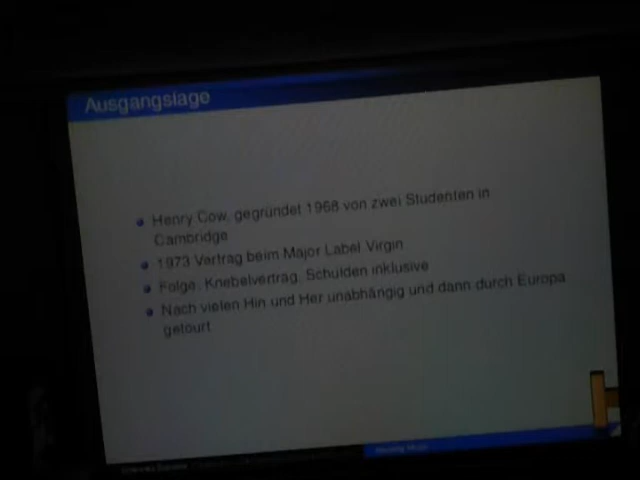 Ausgangslage
Henry Cow, gegründet 1968 von zwei Studenten in
Cambridge
1973 Vertrag beim Major Label Virgin
Folge: Knebelvertrag, Schulden inklusive
Nach vielen Hin und Her unabhängig und dann durch Europa
getourt